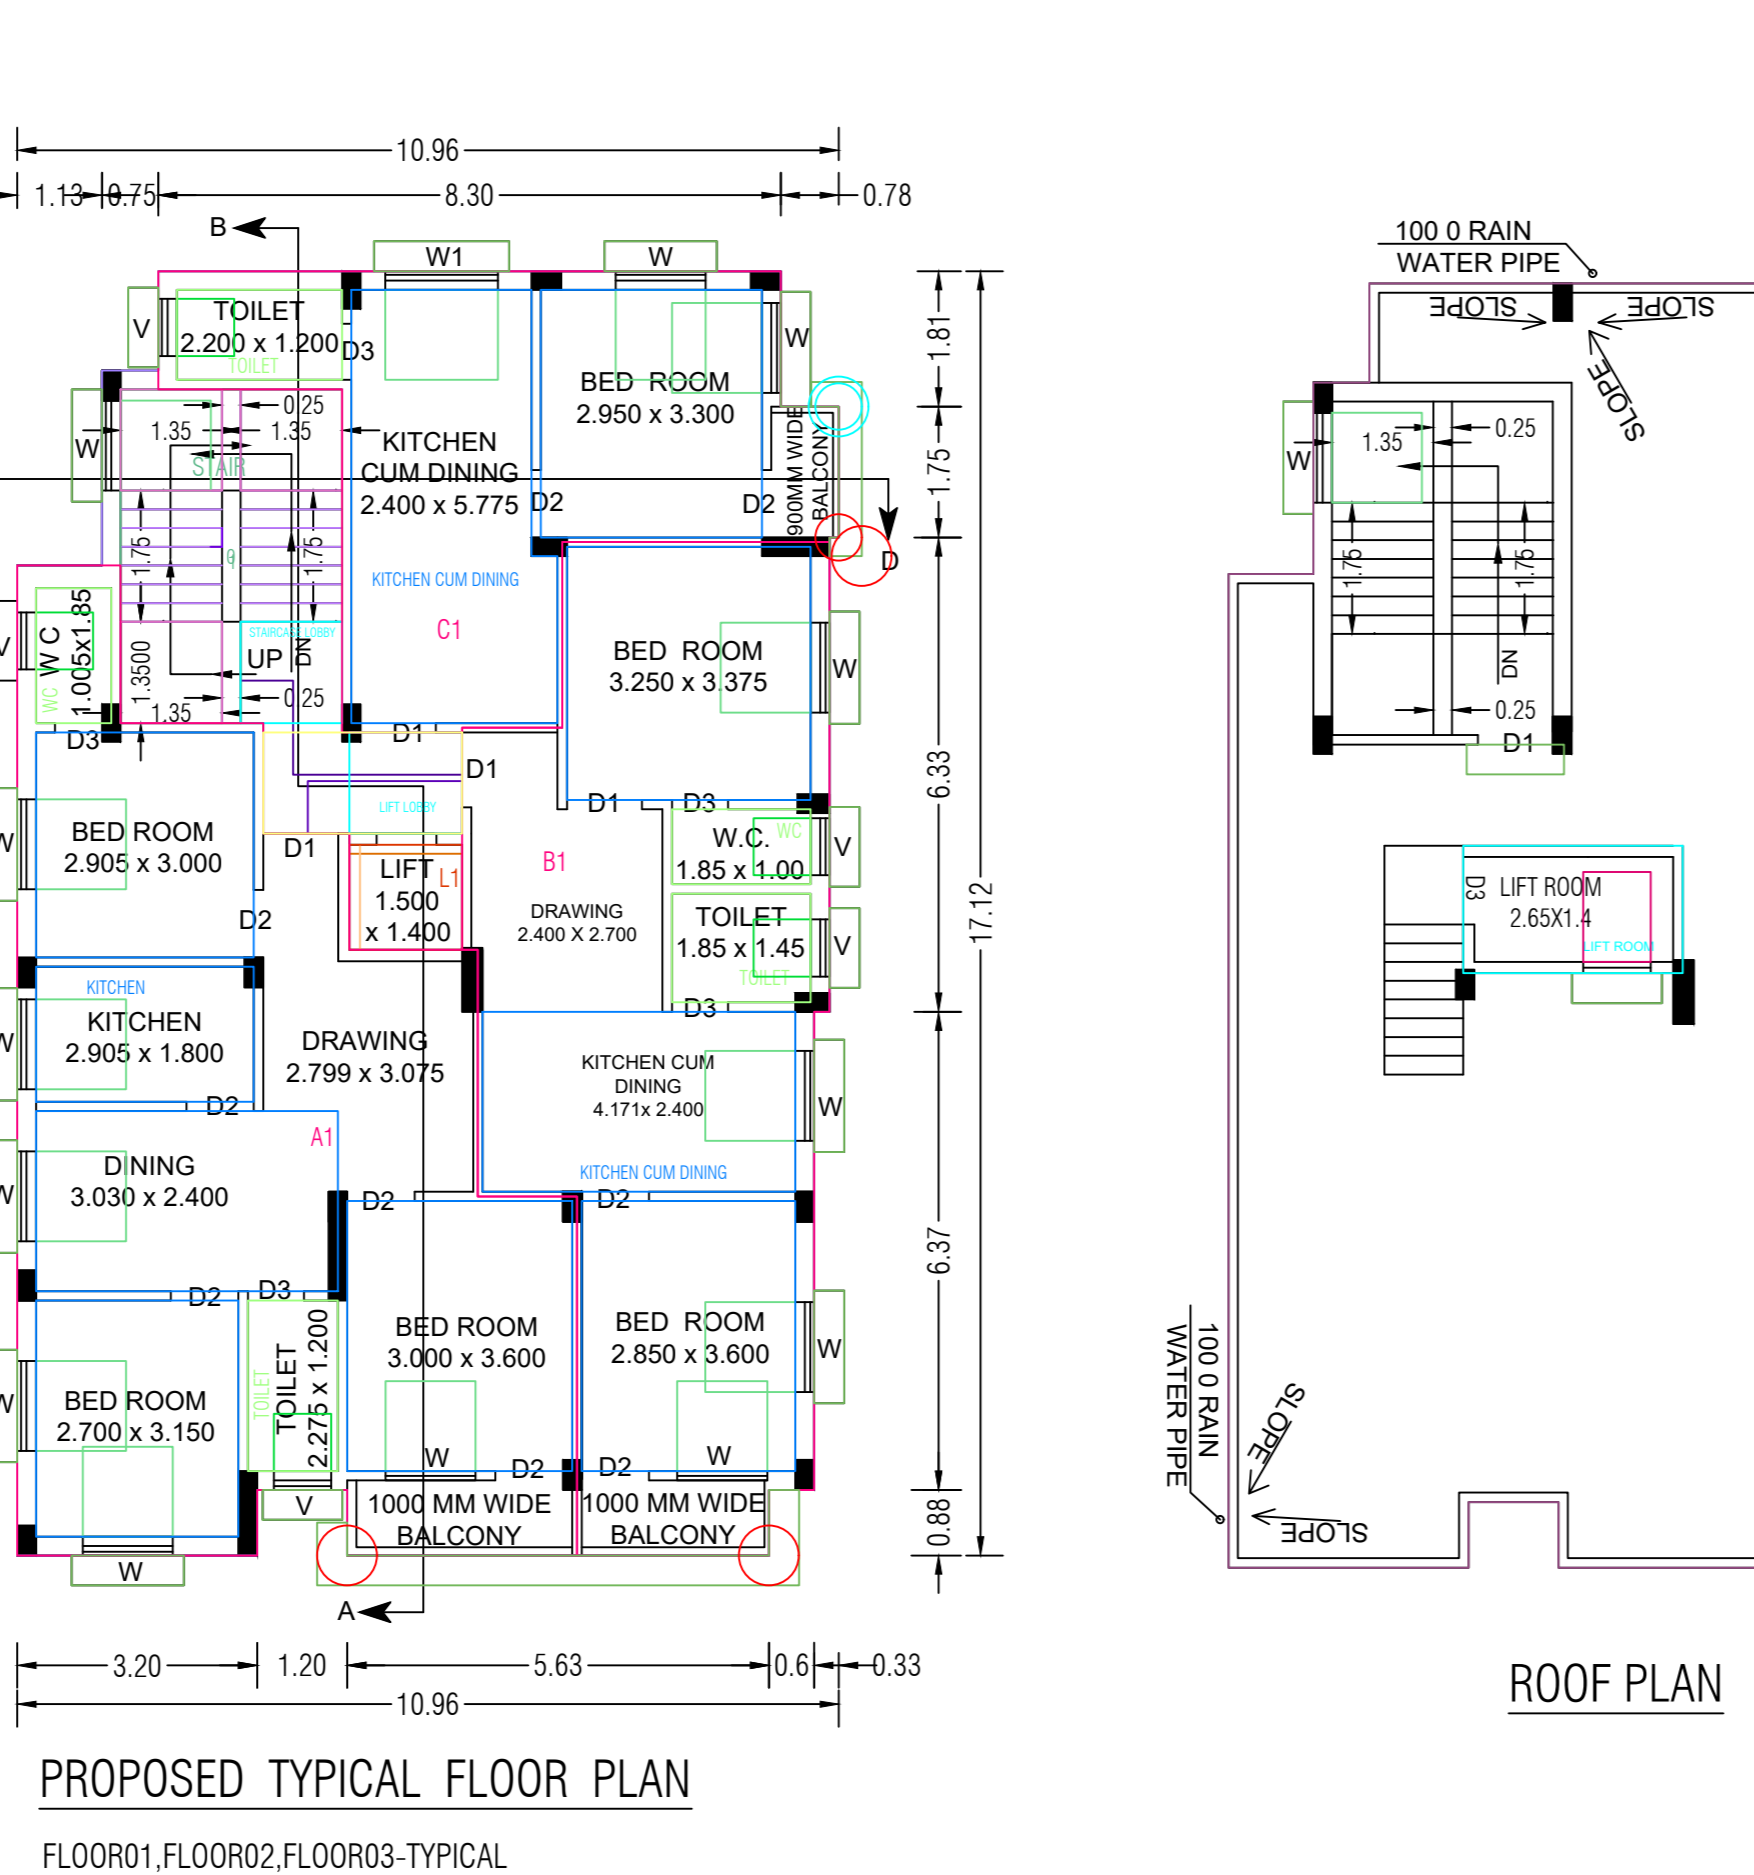 10.96
1.13
0.75
8.30
0.78
B
W1
W
V
TOILET
2.200 x 1.200
TOILET
D3
W
BED ROOM
2.950 x 3.300
1.81
0.25
1.35
1.35
W
STAIR
KITCHEN
CUM DINING
2.400 x 5.775
D2
D2
900MM WIDE
BALCONY
1.75
D
1.75
1.75
KITCHEN CUM DINING
C1
W C
1.005x1.85
WC
V
STAIRCASE LOBBY
UP
DN
1.3500
1.35
0.25
BED ROOM
3.250 x 3.375
W
D3
D1
D1
6.33
17.12
LIFT LOBBY
D1
D1
D3
BED ROOM
2.905 x 3.000
W
LIFT
L1
1.500
x 1.400
B1
W.C.
WC
1.85 x 1.00
V
D2
DRAWING
2.400 X 2.700
TOILET
1.85 x 1.45
TOILET
V
D3
KITCHEN
KITCHEN
2.905 x 1.800
W
DRAWING
2.799 x 3.075
KITCHEN CUM
DINING
4.171x 2.400
W
D2
A1
DINING
3.030 x 2.400
W
KITCHEN CUM DINING
D2
D2
6.37
D2
D3
BED ROOM
2.700 x 3.150
W
TOILET
TOILET
2.275 x 1.200
BED ROOM
3.000 x 3.600
BED ROOM
2.850 x 3.600
W
W
D2
D2
W
V
1000 MM WIDE
BALCONY
1000 MM WIDE
BALCONY
0.88
W
A
3.20
1.20
5.63
0.6
0.33
10.96
PROPOSED TYPICAL FLOOR PLAN
FLOOR01,FLOOR02,FLOOR03-TYPICAL
100 0 RAIN
WATER PIPE
SLOPE
SLOPE
SLOPE
W
1.35
0.25
1.75
1.75
DN
0.25
D1
D3
LIFT ROOM
2.65X1.4
LIFT ROOM
100 0 RAIN
WATER PIPE
SLOPE
SLOPE
ROOF PLAN